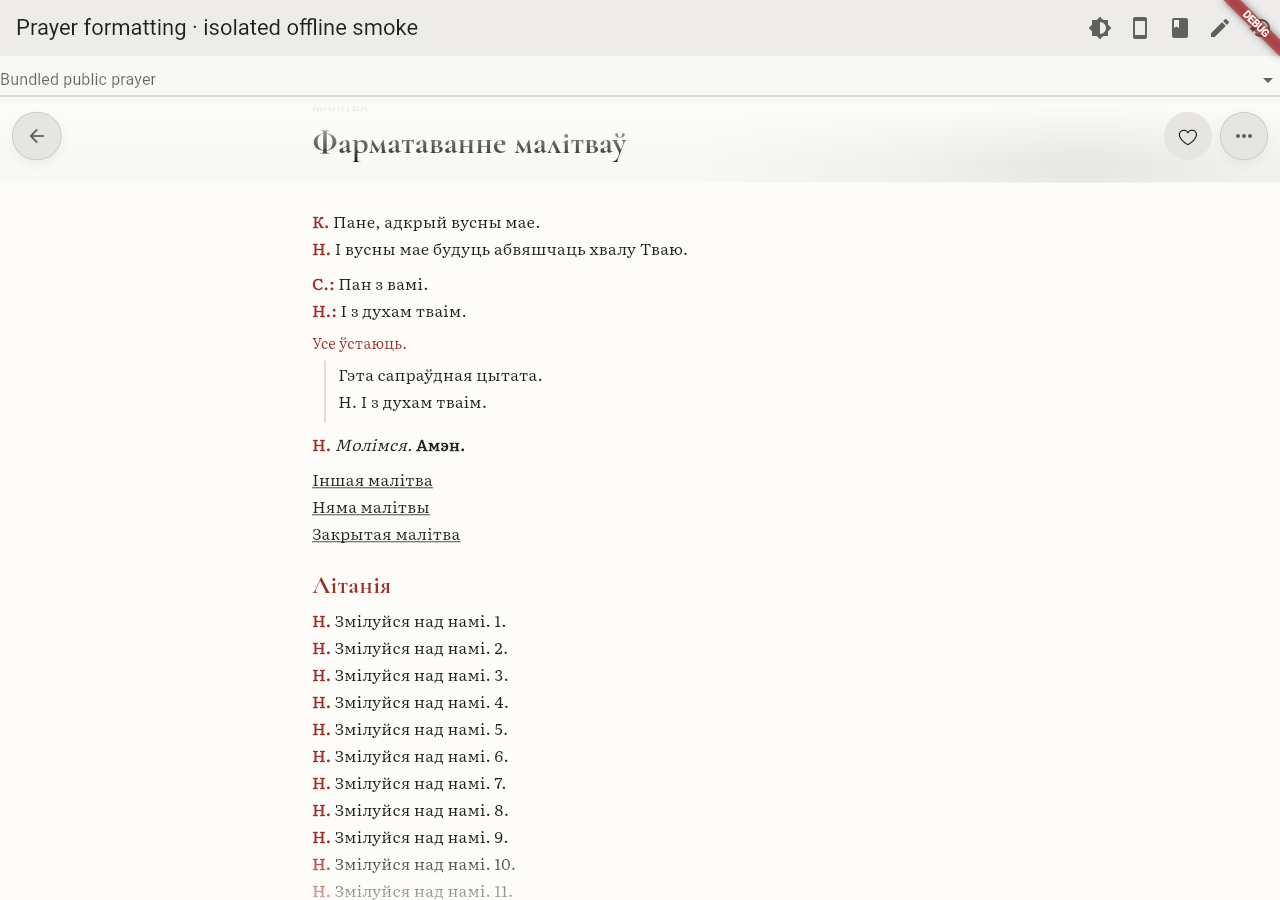 Prayer formatting · isolated offline smoke
DEBUG
Bundled public prayer
Фарматаванне малітваў
К. Пане, адкрый вусны мае.
Н. І вусны мае будуць абвяшчаць хвалу Тваю.
С.: Пан з вамі.
Н.: І з духам тваім.
Усе ўстаюць.
Гэта сапраўдная цытата.
Н. І з духам тваім.
Н. Молімся. Амэн.
Іншая малітва
Няма малітвы
Закрытая малітва
Літанія
Н. Змілуйся над намі. 1.
Н. Змілуйся над намі. 2.
Н. Змілуйся над намі. 3.
Н. Змілуйся над намі. 4.
Н. Змілуйся над намі. 5.
Н. Змілуйся над намі. 6.
Н. Змілуйся над намі. 7.
Н. Змілуйся над намі. 8.
Н. Змілуйся над намі. 9.
Н. Змілуйся над намі. 10.
Н. Змілуйся над намі. 11.